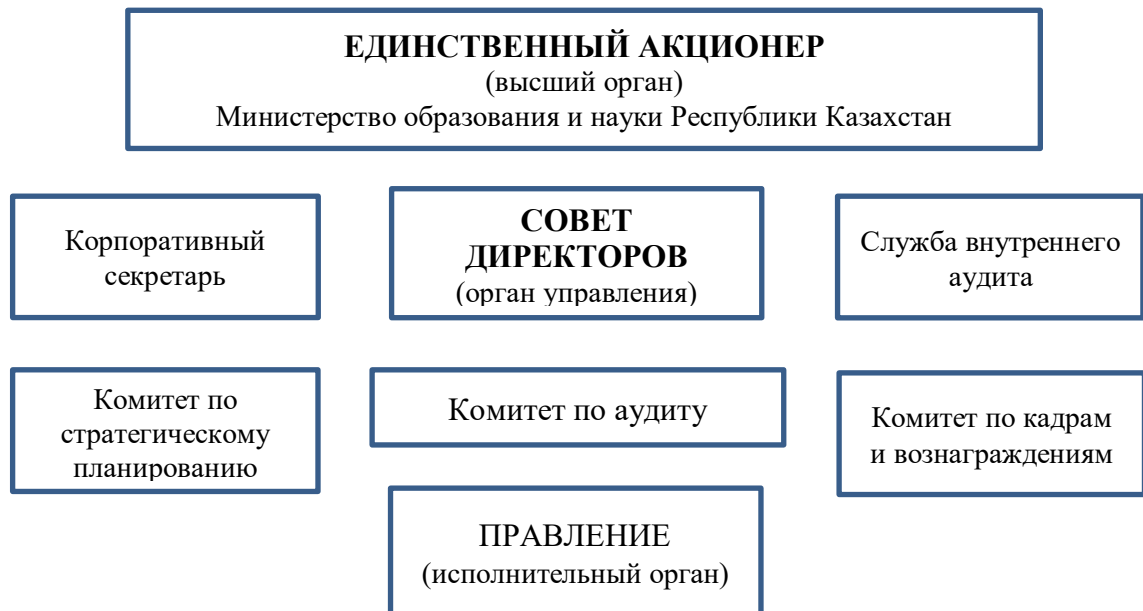 ЕДИНСТВЕННЫЙ АКЦИОНЕР
(высший орган)
Министерство образования и науки Республики Казахстан
Корпоративный
секретарь
СОВЕТ
ДИРЕКТОРОВ
(орган управления)
Служба внутреннего
аудита
Комитет по
стратегическому
планированию
Комитет по аудиту
Комитет по кадрам
и вознаграждениям
ПРАВЛЕНИЕ
(исполнительный орган)